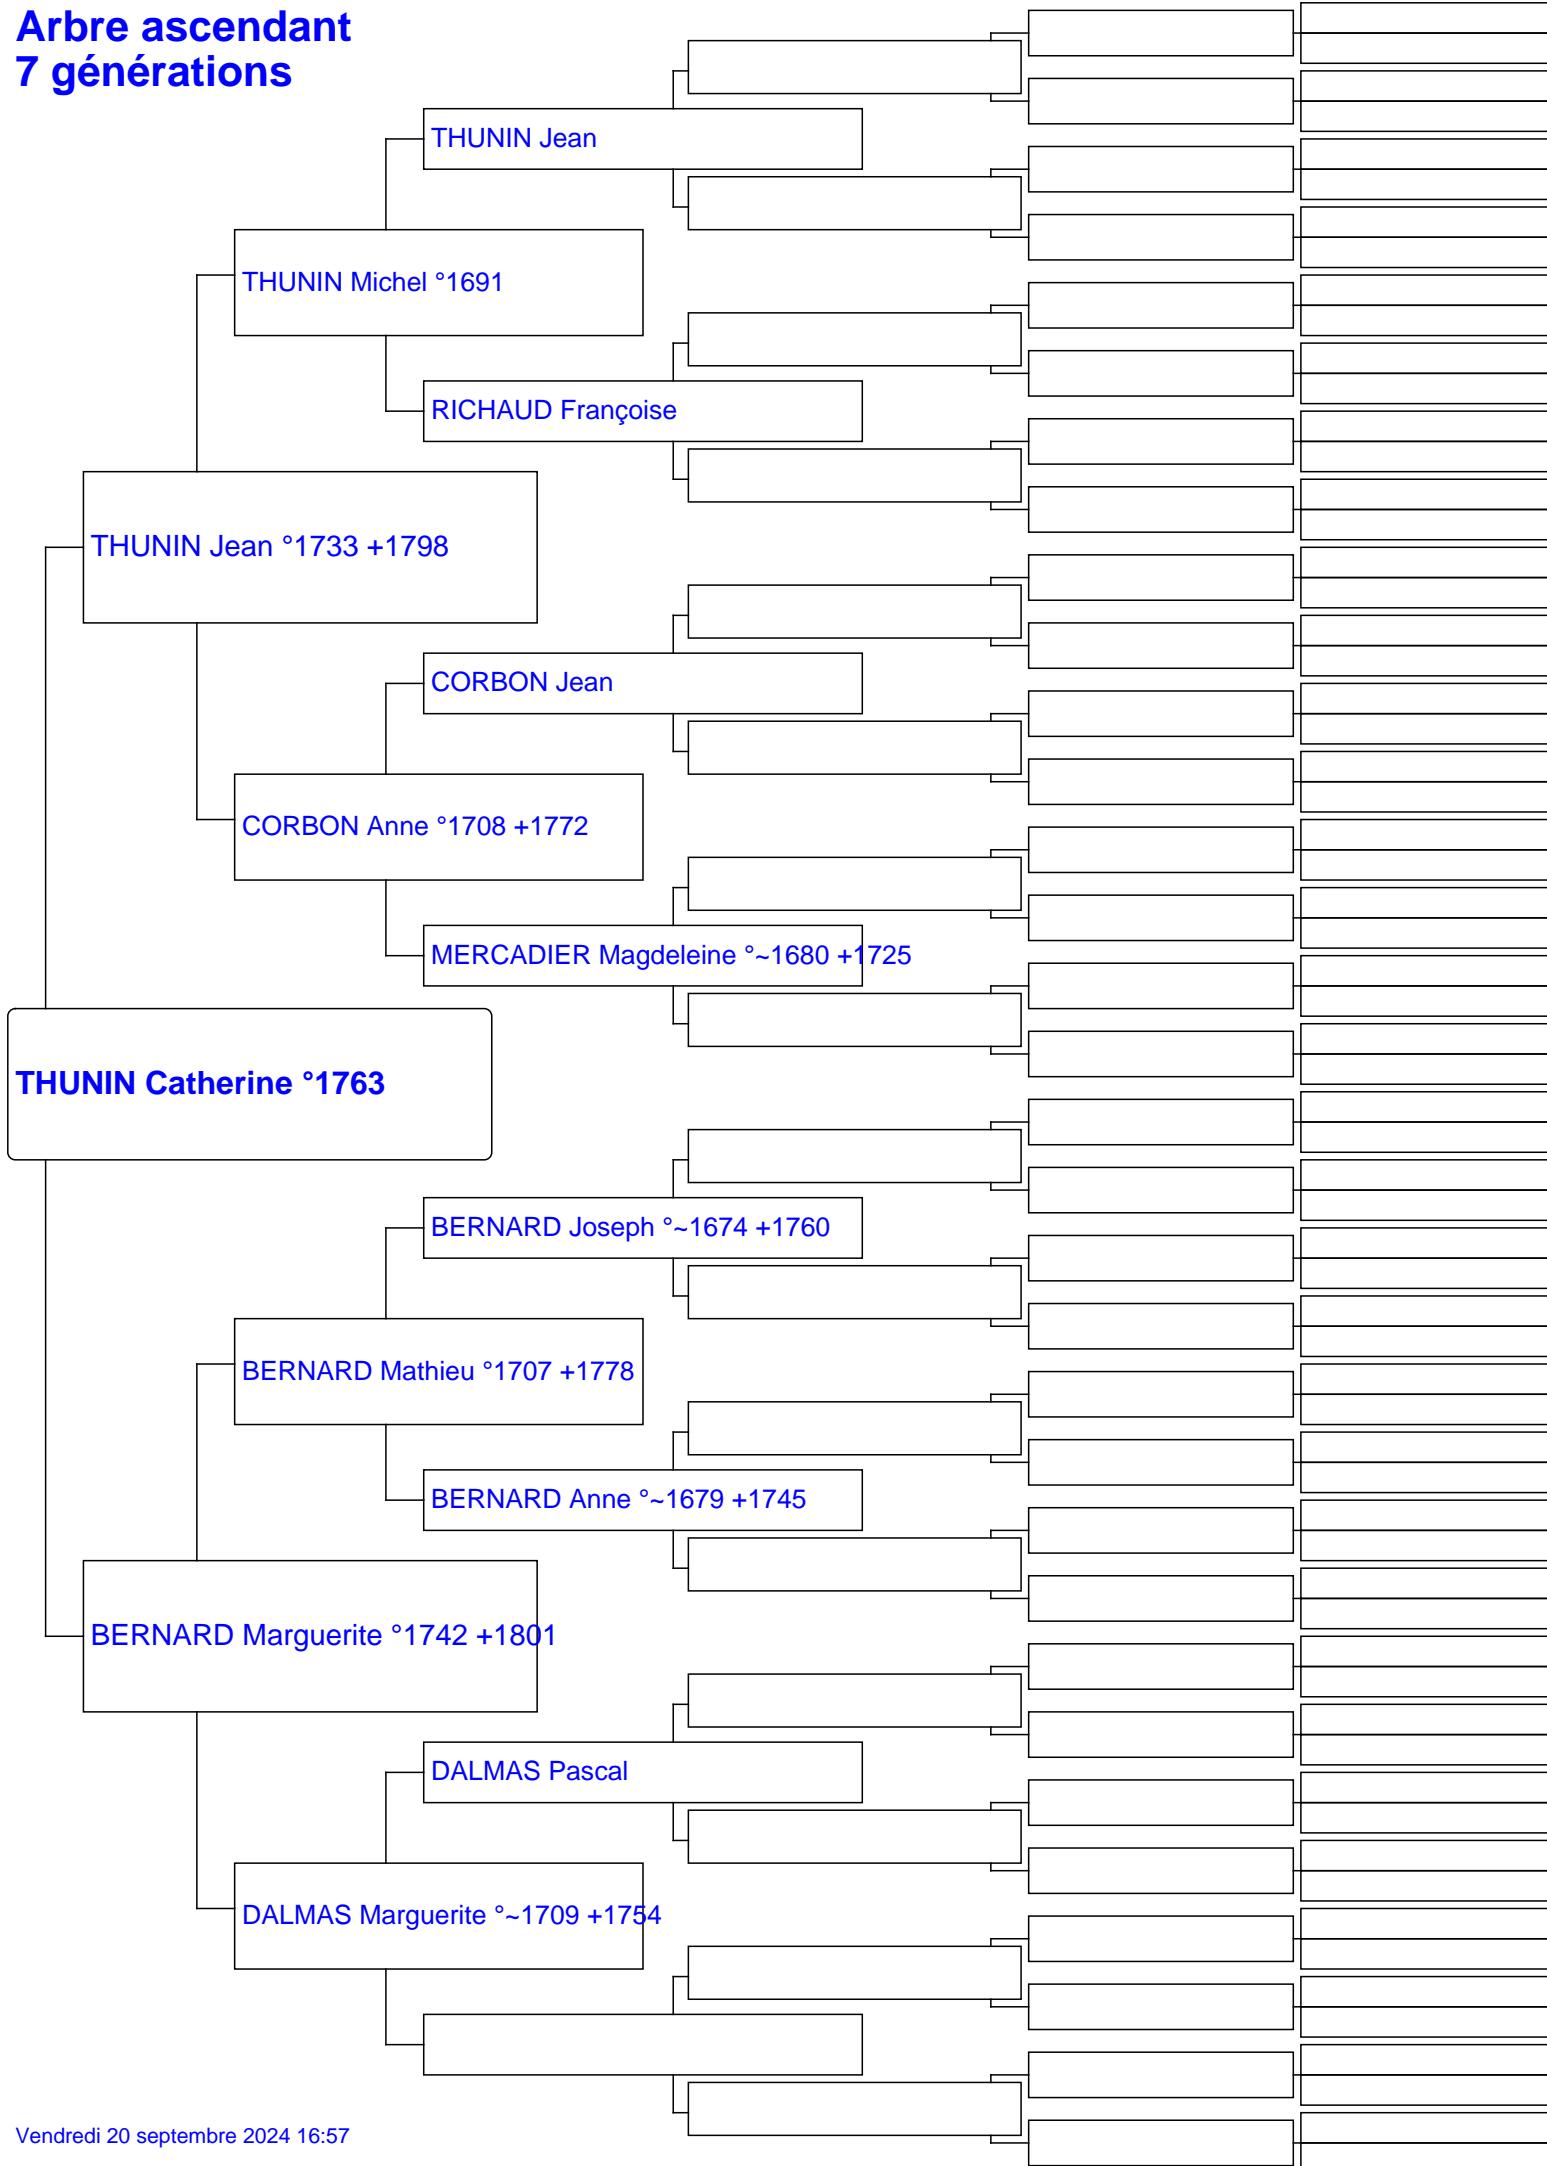 Arbre ascendant
7 générations
THUNIN Jean
THUNIN Michel °1691
RICHAUD Françoise
THUNIN Jean °1733 +1798
CORBON Jean
CORBON Anne °1708 +1772
MERCADIER Magdeleine °~1680 +1725
THUNIN Catherine °1763
BERNARD Joseph °~1674 +1760
BERNARD Mathieu °1707 +1778
BERNARD Anne °~1679 +1745
BERNARD Marguerite °1742 +1801
DALMAS Pascal
DALMAS Marguerite °~1709 +1754
Vendredi 20 septembre 2024 16:57